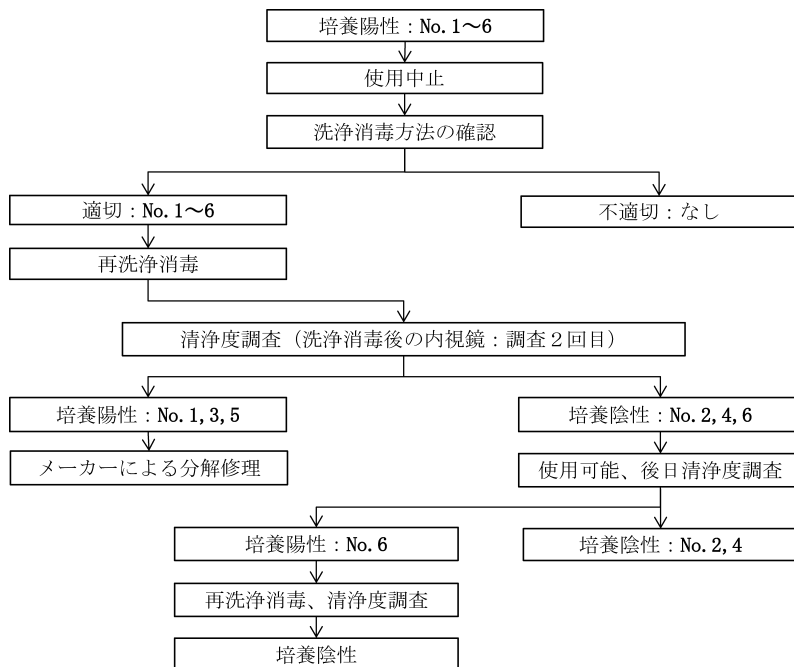 培養陽性：No.1～6
使用中止
洗浄消毒方法の確認
適切：No.1～6
不適切：なし
再洗浄消毒
清浄度調査（洗浄消毒後の内視鏡：調査２回目）
培養陽性：No.1,3,5
培養陰性：No.2,4,6
メーカーによる分解修理
使用可能、後日清浄度調査
培養陽性：No.6
培養陰性：No.2,4
再洗浄消毒、清浄度調査
培養陰性